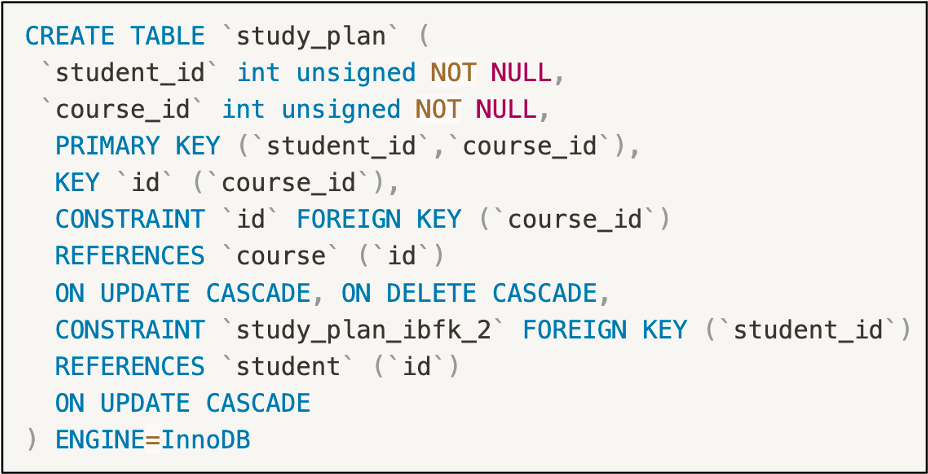 CREATE TABLE `study_plan` (
`student_id` int unsigned NOT NULL,
`course_id` int unsigned NOT NULL,
PRIMARY KEY (`student_id`,`course_id`),
KEY `id` (`course_id`),
CONSTRAINT `id` FOREIGN KEY (`course_id`)
REFERENCES `course` (`id`)
ON UPDATE CASCADE, ON DELETE CASCADE,
CONSTRAINT `study_plan_ibfk_2` FOREIGN KEY (`student_id`)
REFERENCES `student` (`id`)
ON UPDATE CASCADE
) ENGINE=InnoDB